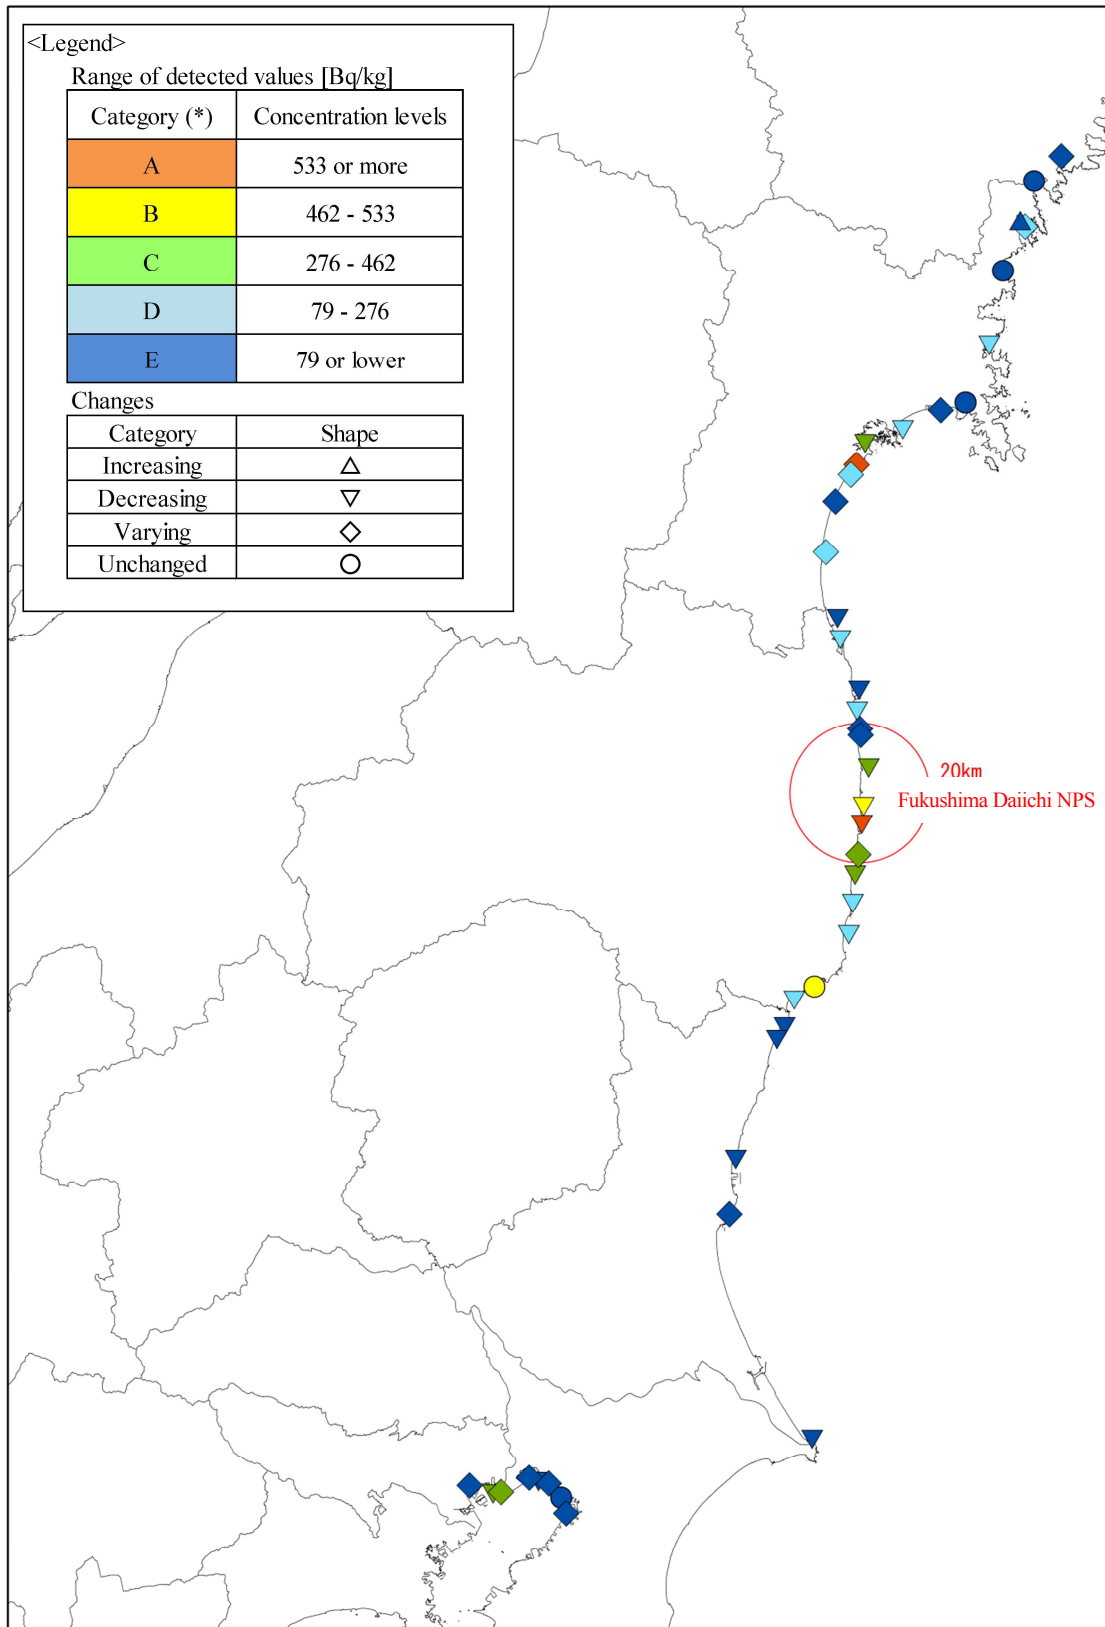 <Legend>
Range of detected values [Bq/kg]
Category (*) Concentration levels
A 533 or more
B 462 - 533
C 276 - 462
D 79 - 276
E 79 or lower
Changes
Category Shape
Increasing
Decreasing
Varying
Unchanged
20km
Fukushima Daiichi NPS